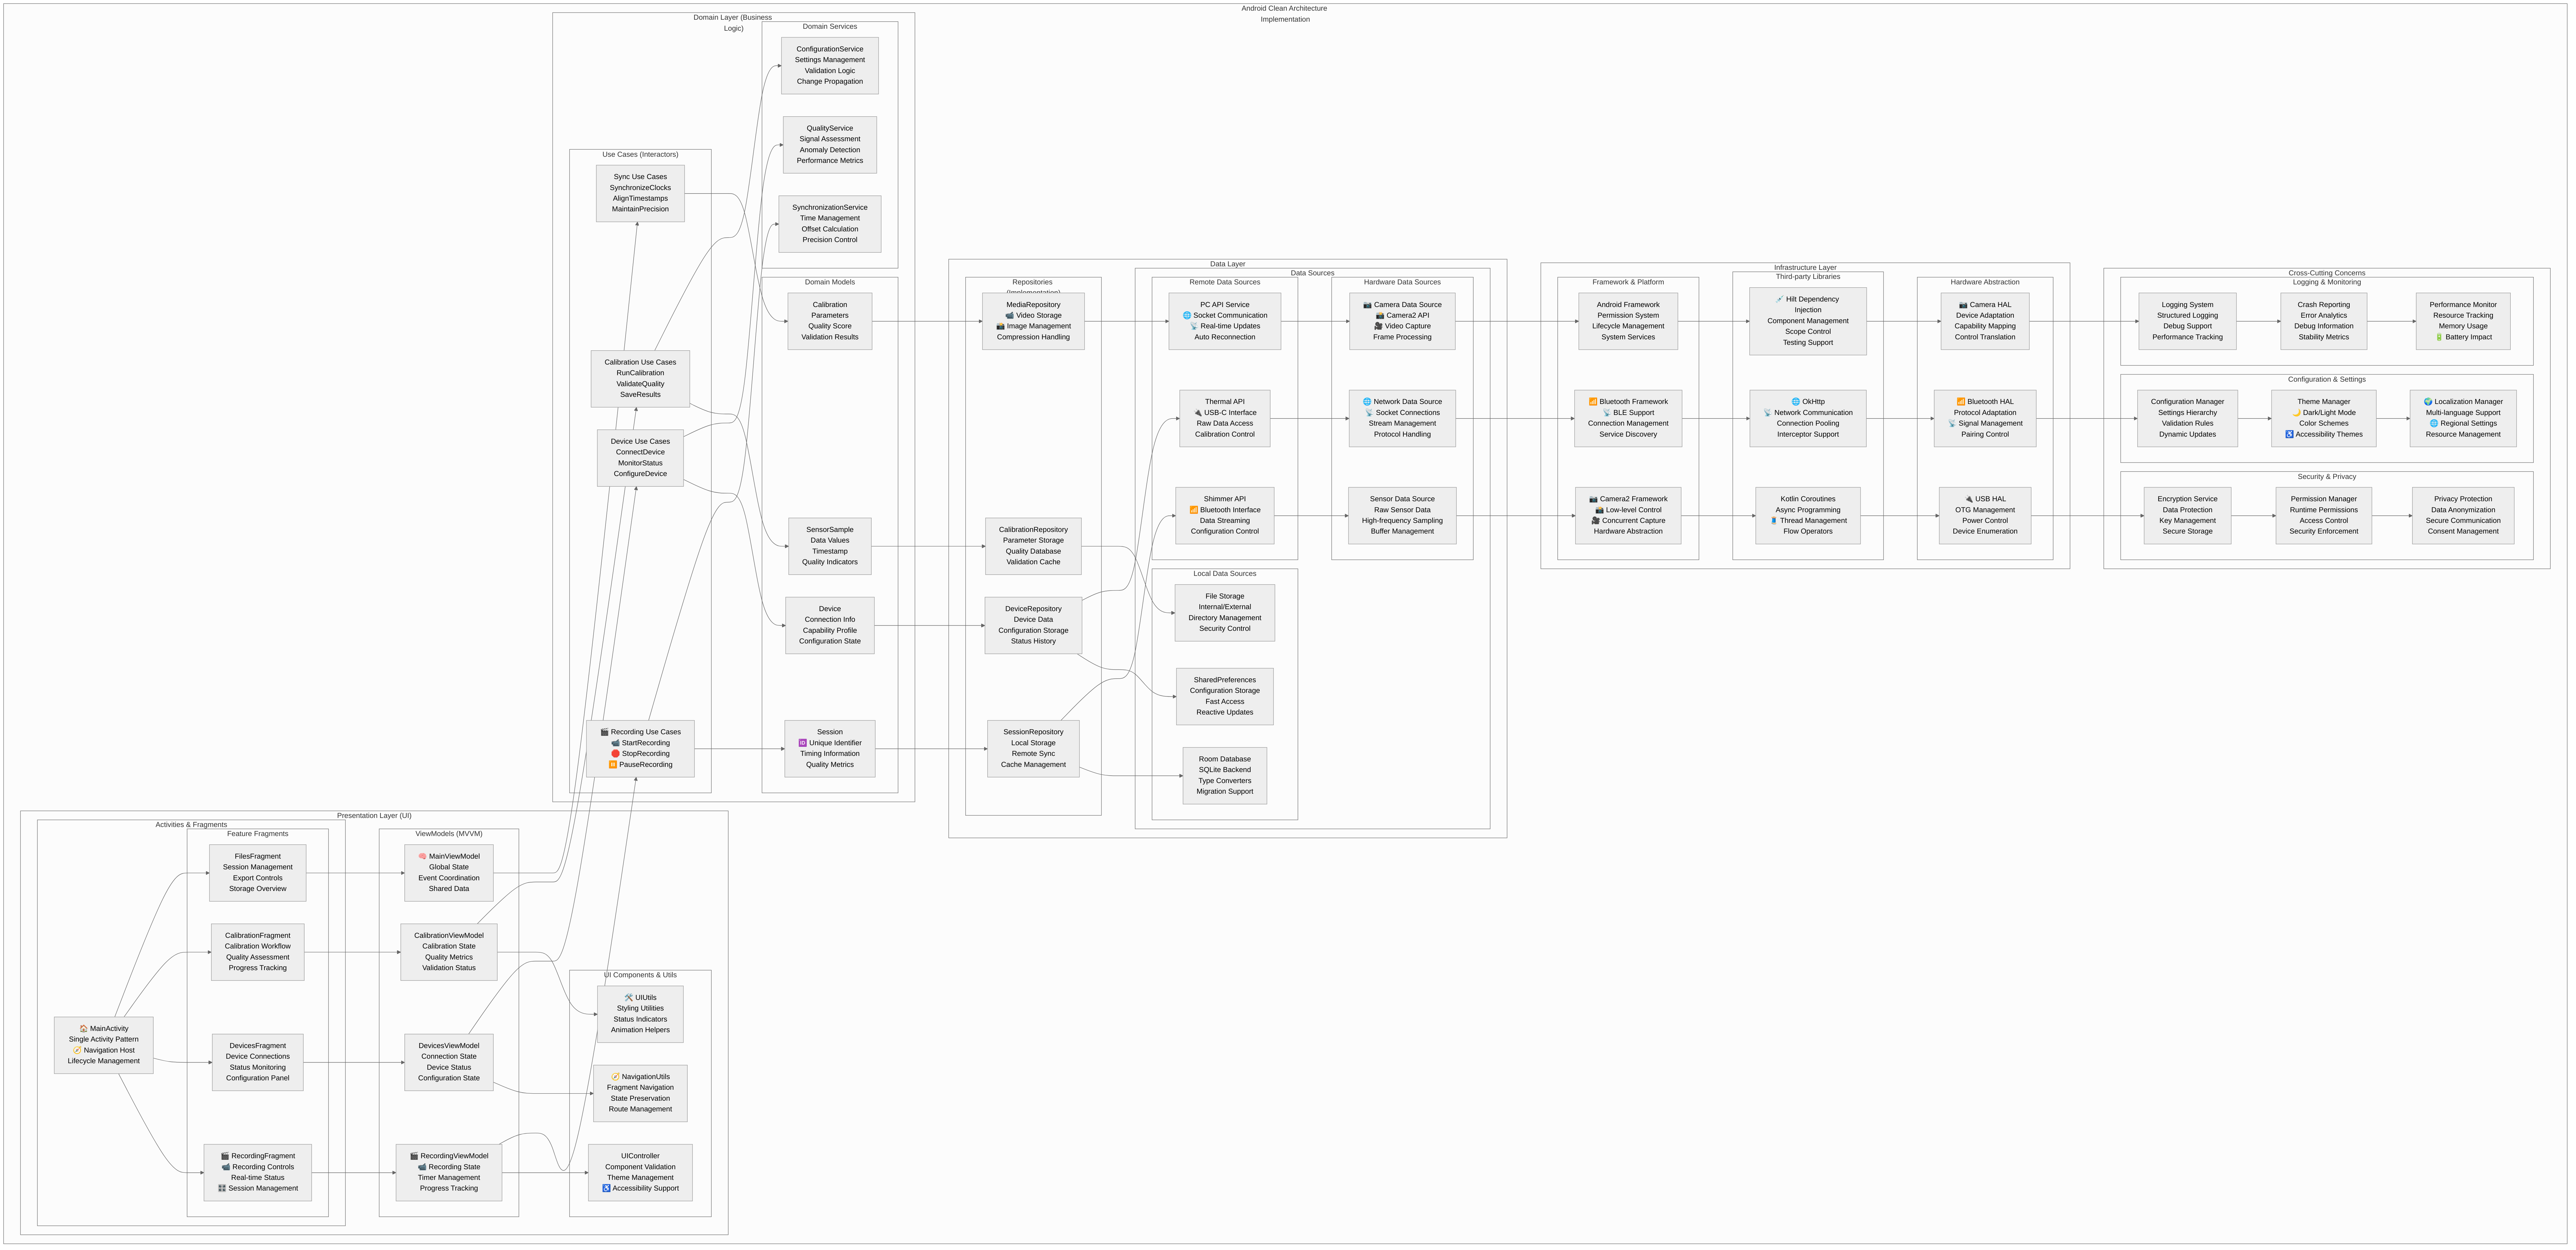 Android Clean Architecture
Implementation
Domain Layer (Business
Logic)
Domain Services
ConfigurationService
Settings Management
Validation Logic
Change Propagation
QualityService
Signal Assessment
Anomaly Detection
Performance Metrics
SynchronizationService
Time Management
Offset Calculation
Precision Control
Use Cases (Interactors)
Sync Use Cases
SynchronizeClocks
AlignTimestamps
MaintainPrecision
Calibration Use Cases
RunCalibration
ValidateQuality
SaveResults
Device Use Cases
ConnectDevice
MonitorStatus
ConfigureDevice
🎬 Recording Use Cases
📹 StartRecording
🛑 StopRecording
⏸️ PauseRecording
Domain Models
Calibration
Parameters
Quality Score
Validation Results
SensorSample
Data Values
Timestamp
Quality Indicators
Device
Connection Info
Capability Profile
Configuration State
Session
🆔 Unique Identifier
Timing Information
Quality Metrics
Data Layer
Repositories
(Implementation)
MediaRepository
📹 Video Storage
📸 Image Management
Compression Handling
CalibrationRepository
Parameter Storage
Quality Database
Validation Cache
DeviceRepository
Device Data
Configuration Storage
Status History
SessionRepository
Local Storage
Remote Sync
Cache Management
Data Sources
Remote Data Sources
PC API Service
🌐 Socket Communication
📡 Real-time Updates
Auto Reconnection
Thermal API
🔌 USB-C Interface
Raw Data Access
Calibration Control
Shimmer API
📶 Bluetooth Interface
Data Streaming
Configuration Control
Hardware Data Sources
📷 Camera Data Source
📸 Camera2 API
🎥 Video Capture
Frame Processing
🌐 Network Data Source
📡 Socket Connections
Stream Management
Protocol Handling
Sensor Data Source
Raw Sensor Data
High-frequency Sampling
Buffer Management
Local Data Sources
File Storage
Internal/External
Directory Management
Security Control
SharedPreferences
Configuration Storage
Fast Access
Reactive Updates
Room Database
SQLite Backend
Type Converters
Migration Support
Infrastructure Layer
Framework & Platform
Android Framework
Permission System
Lifecycle Management
System Services
📶 Bluetooth Framework
📡 BLE Support
Connection Management
Service Discovery
📷 Camera2 Framework
📸 Low-level Control
🎥 Concurrent Capture
Hardware Abstraction
Third-party Libraries
💉 Hilt Dependency
Injection
Component Management
Scope Control
Testing Support
🌐 OkHttp
📡 Network Communication
Connection Pooling
Interceptor Support
Kotlin Coroutines
Async Programming
🧵 Thread Management
Flow Operators
Hardware Abstraction
📷 Camera HAL
Device Adaptation
Capability Mapping
Control Translation
📶 Bluetooth HAL
Protocol Adaptation
📡 Signal Management
Pairing Control
🔌 USB HAL
OTG Management
Power Control
Device Enumeration
Cross-Cutting Concerns
Logging & Monitoring
Logging System
Structured Logging
Debug Support
Performance Tracking
Crash Reporting
Error Analytics
Debug Information
Stability Metrics
Performance Monitor
Resource Tracking
Memory Usage
🔋 Battery Impact
Configuration & Settings
Configuration Manager
Settings Hierarchy
Validation Rules
Dynamic Updates
Theme Manager
🌙 Dark/Light Mode
Color Schemes
♿ Accessibility Themes
🌍 Localization Manager
Multi-language Support
🌐 Regional Settings
Resource Management
Security & Privacy
Encryption Service
Data Protection
Key Management
Secure Storage
Permission Manager
Runtime Permissions
Access Control
Security Enforcement
Privacy Protection
Data Anonymization
Secure Communication
Consent Management
Presentation Layer (UI)
Activities & Fragments
🏠 MainActivity
Single Activity Pattern
🧭 Navigation Host
Lifecycle Management
Feature Fragments
FilesFragment
Session Management
Export Controls
Storage Overview
CalibrationFragment
Calibration Workflow
Quality Assessment
Progress Tracking
DevicesFragment
Device Connections
Status Monitoring
Configuration Panel
🎬 RecordingFragment
📹 Recording Controls
Real-time Status
🎛️ Session Management
ViewModels (MVVM)
🧠 MainViewModel
Global State
Event Coordination
Shared Data
CalibrationViewModel
Calibration State
Quality Metrics
Validation Status
DevicesViewModel
Connection State
Device Status
Configuration State
🎬 RecordingViewModel
📹 Recording State
Timer Management
Progress Tracking
UI Components & Utils
🛠️ UIUtils
Styling Utilities
Status Indicators
Animation Helpers
🧭 NavigationUtils
Fragment Navigation
State Preservation
Route Management
UIController
Component Validation
Theme Management
♿ Accessibility Support